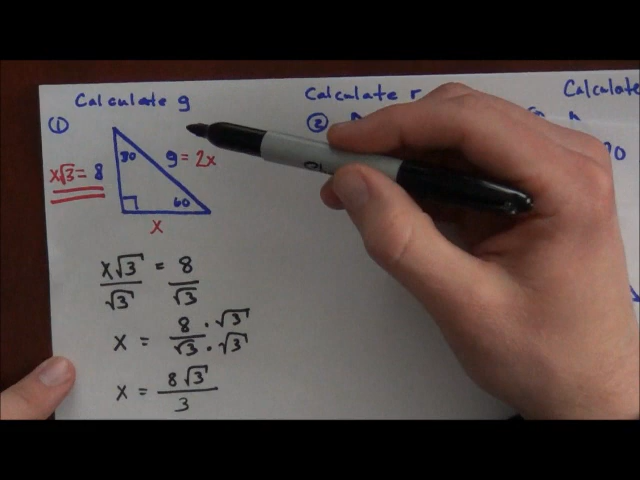 Calculate g
①
30
g = 2x
x√3 = 8
60
x
x√3 / √3 = 8 / √3
x = 8 · √3 / √3 · √3
x = 8√3 / 3
Calculate r
②
Calculate